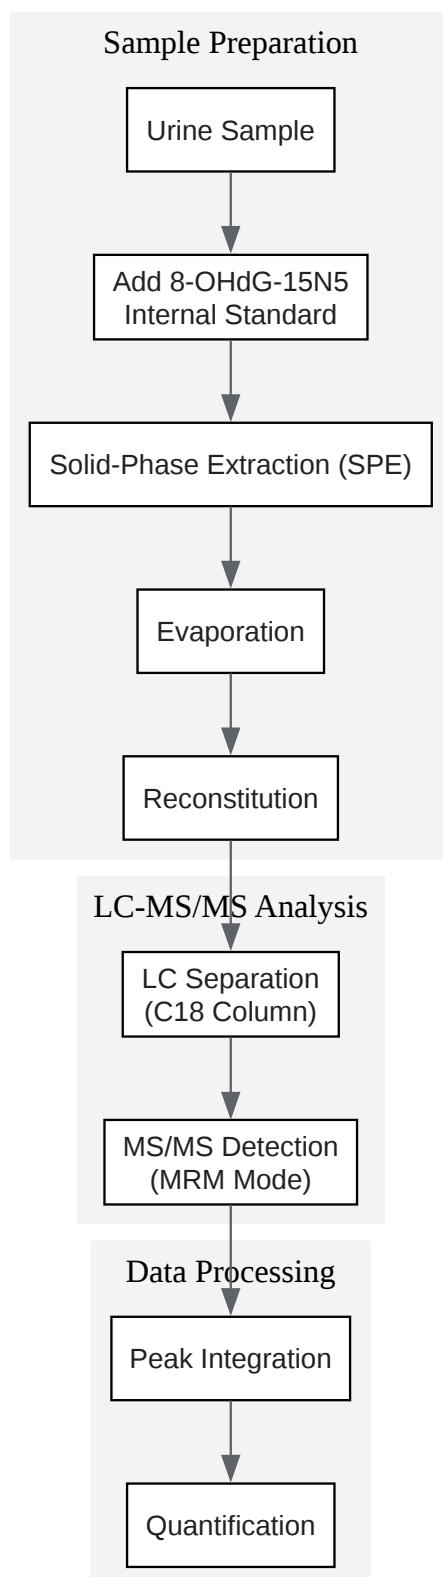 Sample Preparation
Urine Sample
Add 8-OHdG-15N5
Internal Standard
Solid-Phase Extraction (SPE)
Evaporation
Reconstitution
LC-MS/MS Analysis
LC Separation
(C18 Column)
MS/MS Detection
(MRM Mode)
Data Processing
Peak Integration
Quantification